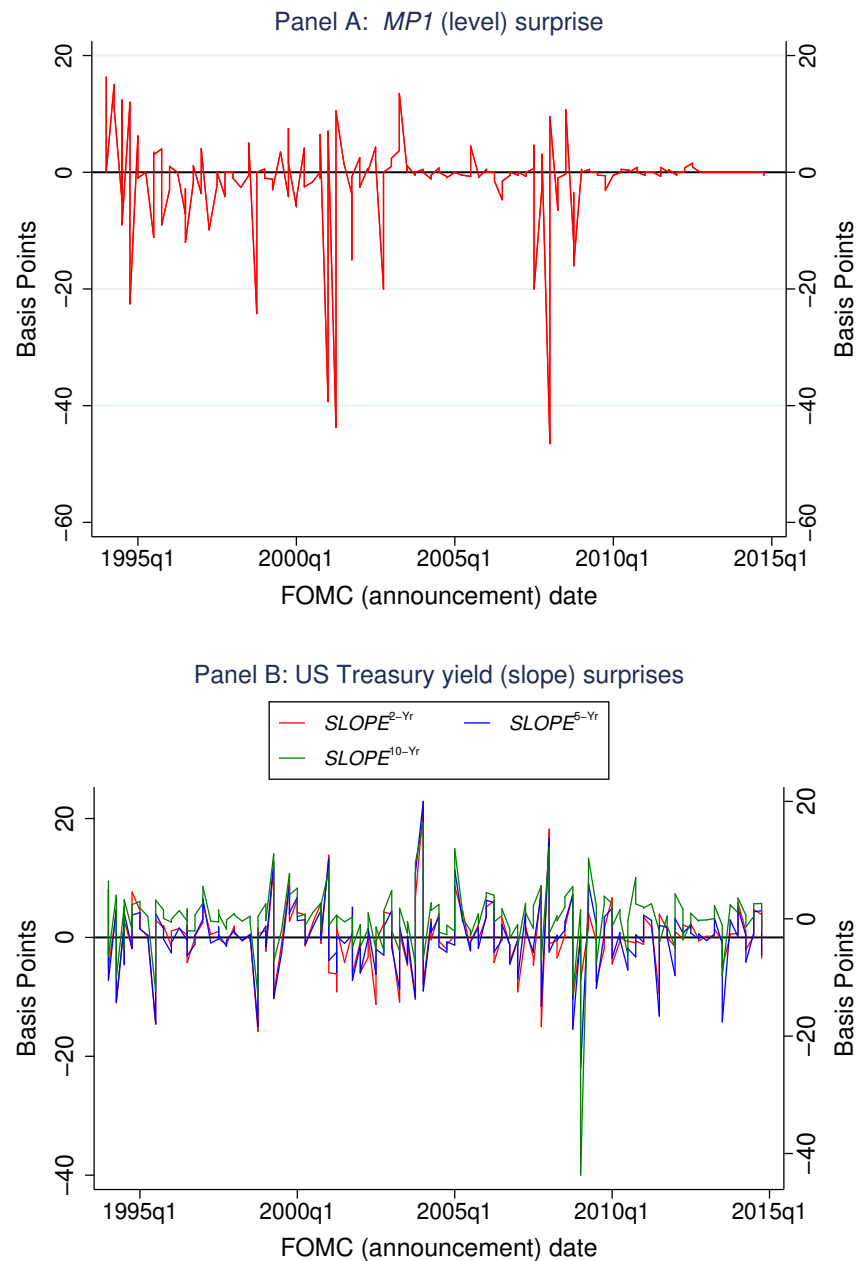 Panel A: MP1 (level) surprise
20
0
−20
−40
−60
Basis Points
20
0
−20
−40
−60
Basis Points
1995q1 2000q1 2005q1 2010q1 2015q1
FOMC (announcement) date
Panel B: US Treasury yield (slope) surprises
SLOPE2−Yr SLOPE5−Yr
SLOPE10−Yr
20
0
−20
−40
Basis Points
20
0
−20
−40
Basis Points
1995q1 2000q1 2005q1 2010q1 2015q1
FOMC (announcement) date